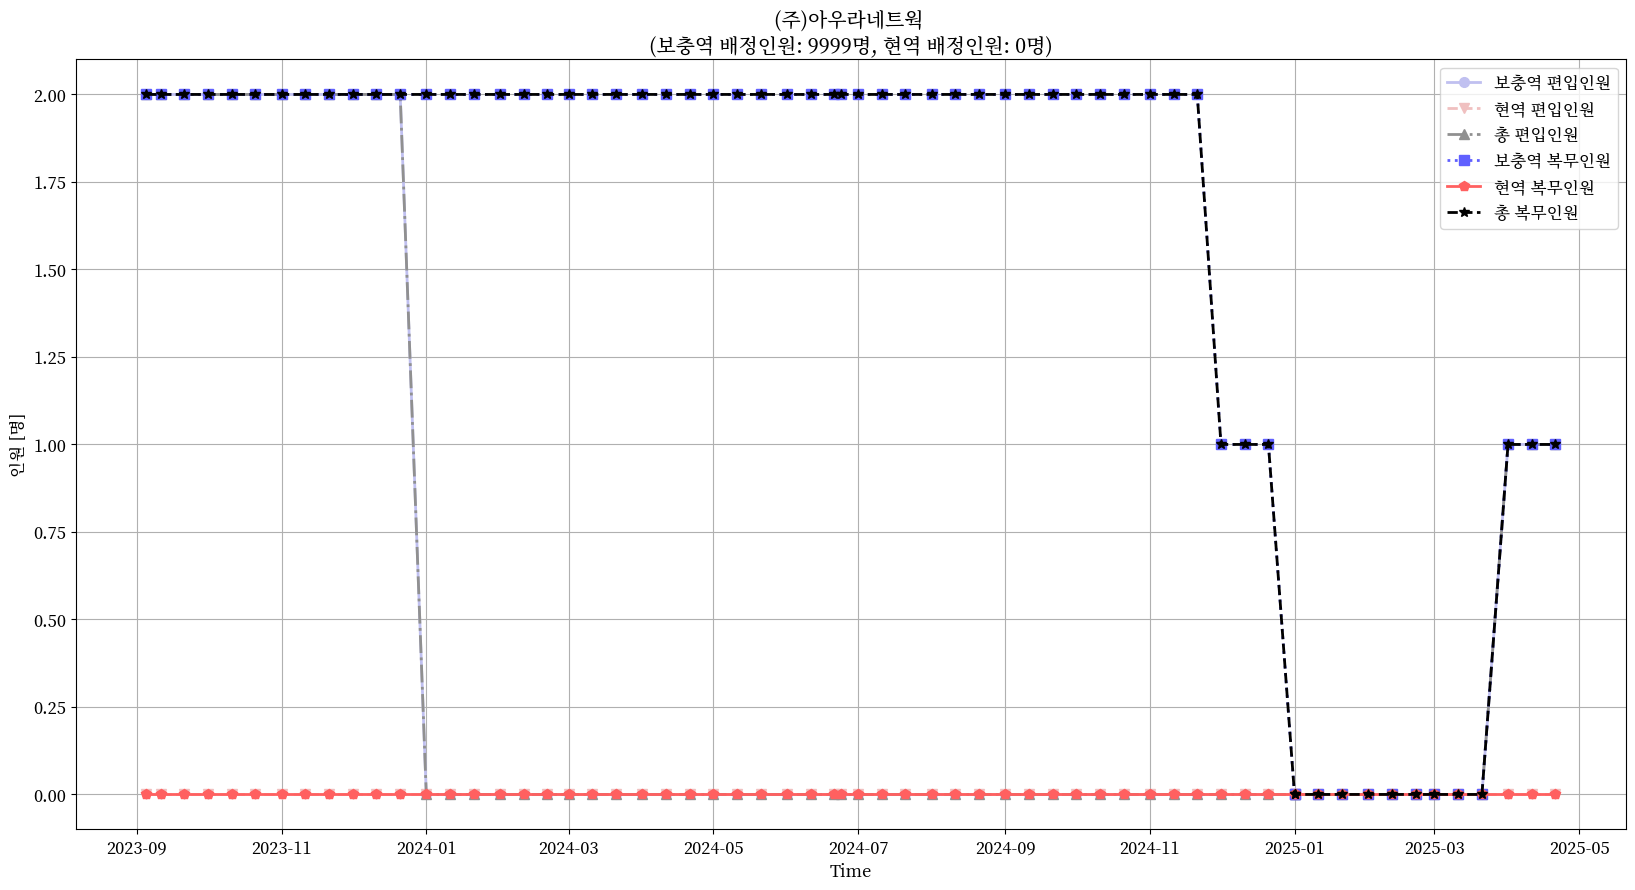 (주)아우라네트웍
(보충역 배정인원: 9999명, 현역 배정인원: 0명)
보충역 편입인원
현역 편입인원
총 편입인원
보충역 복무인원
현역 복무인원
총 복무인원
인원 [명]
2.00
1.75
1.50
1.25
1.00
0.75
0.50
0.25
0.00
2023-09 2023-11 2024-01 2024-03 2024-05 2024-07 2024-09 2024-11 2025-01 2025-03 2025-05
Time